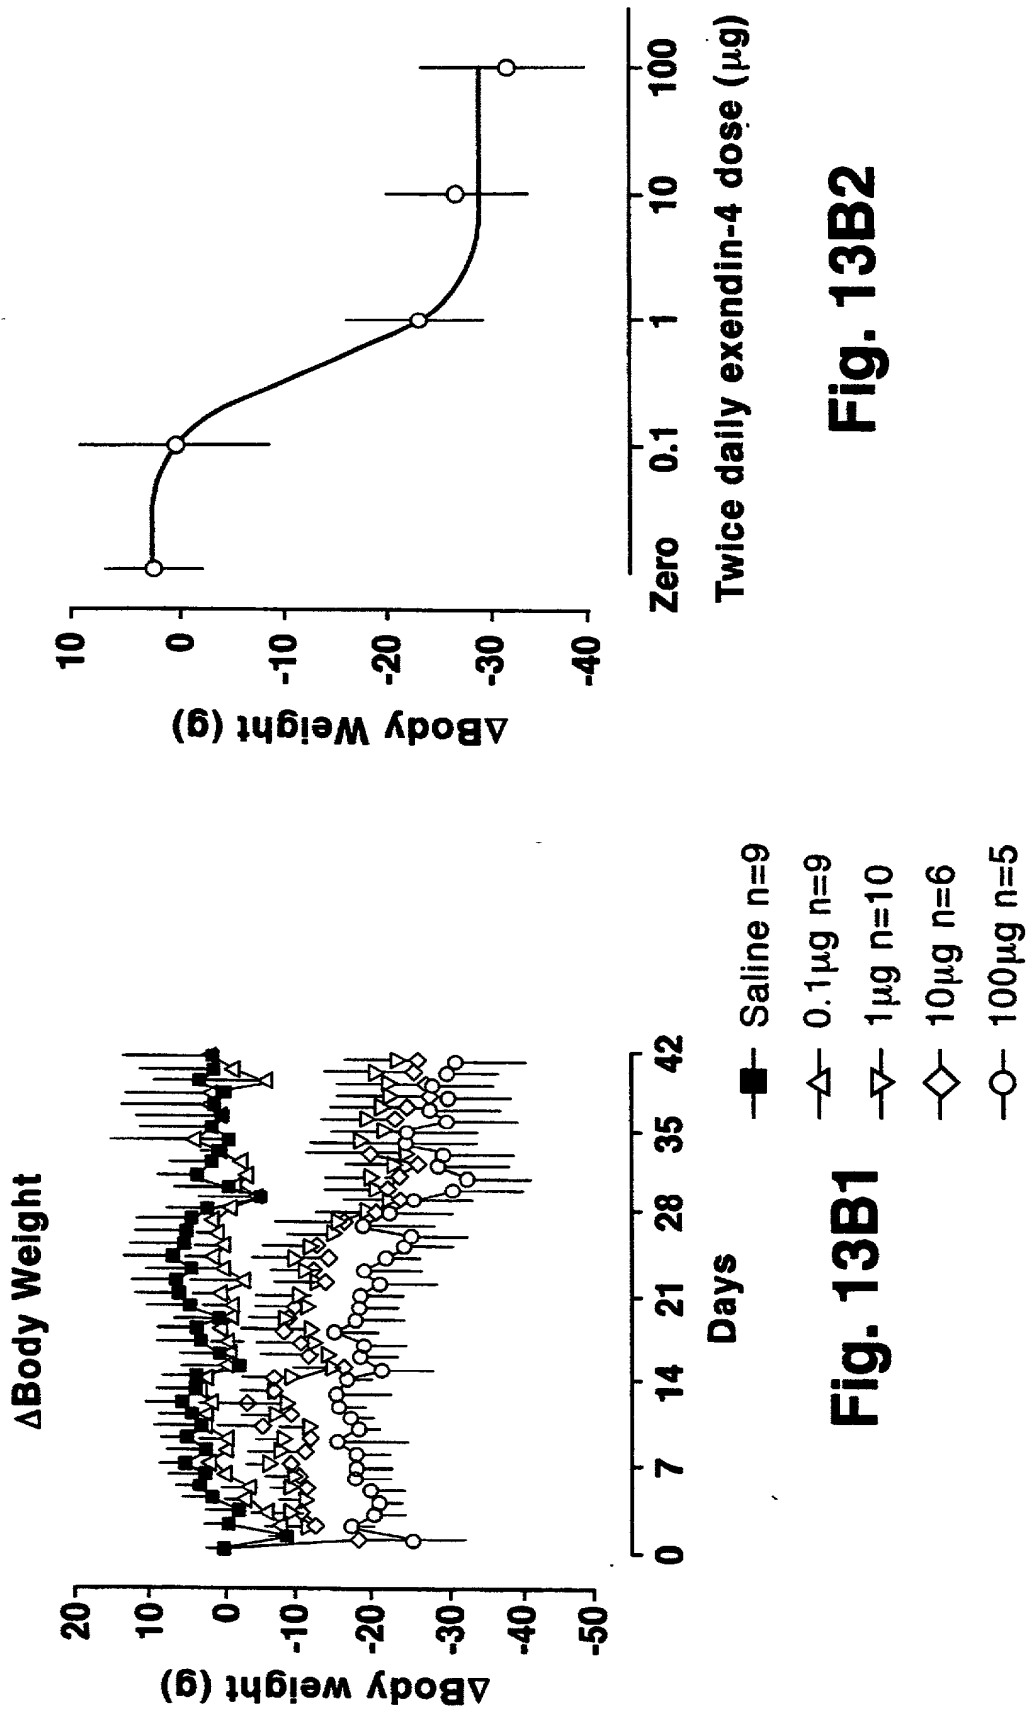 ΔBody Weight
ΔBody weight (g)
20
10
0
-10
-20
-30
-40
-50
0
7
14
21
28
35
42
Days
Saline n=9
0.1µg n=9
1µg n=10
10µg n=6
100µg n=5
Fig. 13B1
ΔBody Weight (g)
10
0
-10
-20
-30
-40
Zero
0.1
1
10
100
Twice daily exendin-4 dose (µg)
Fig. 13B2